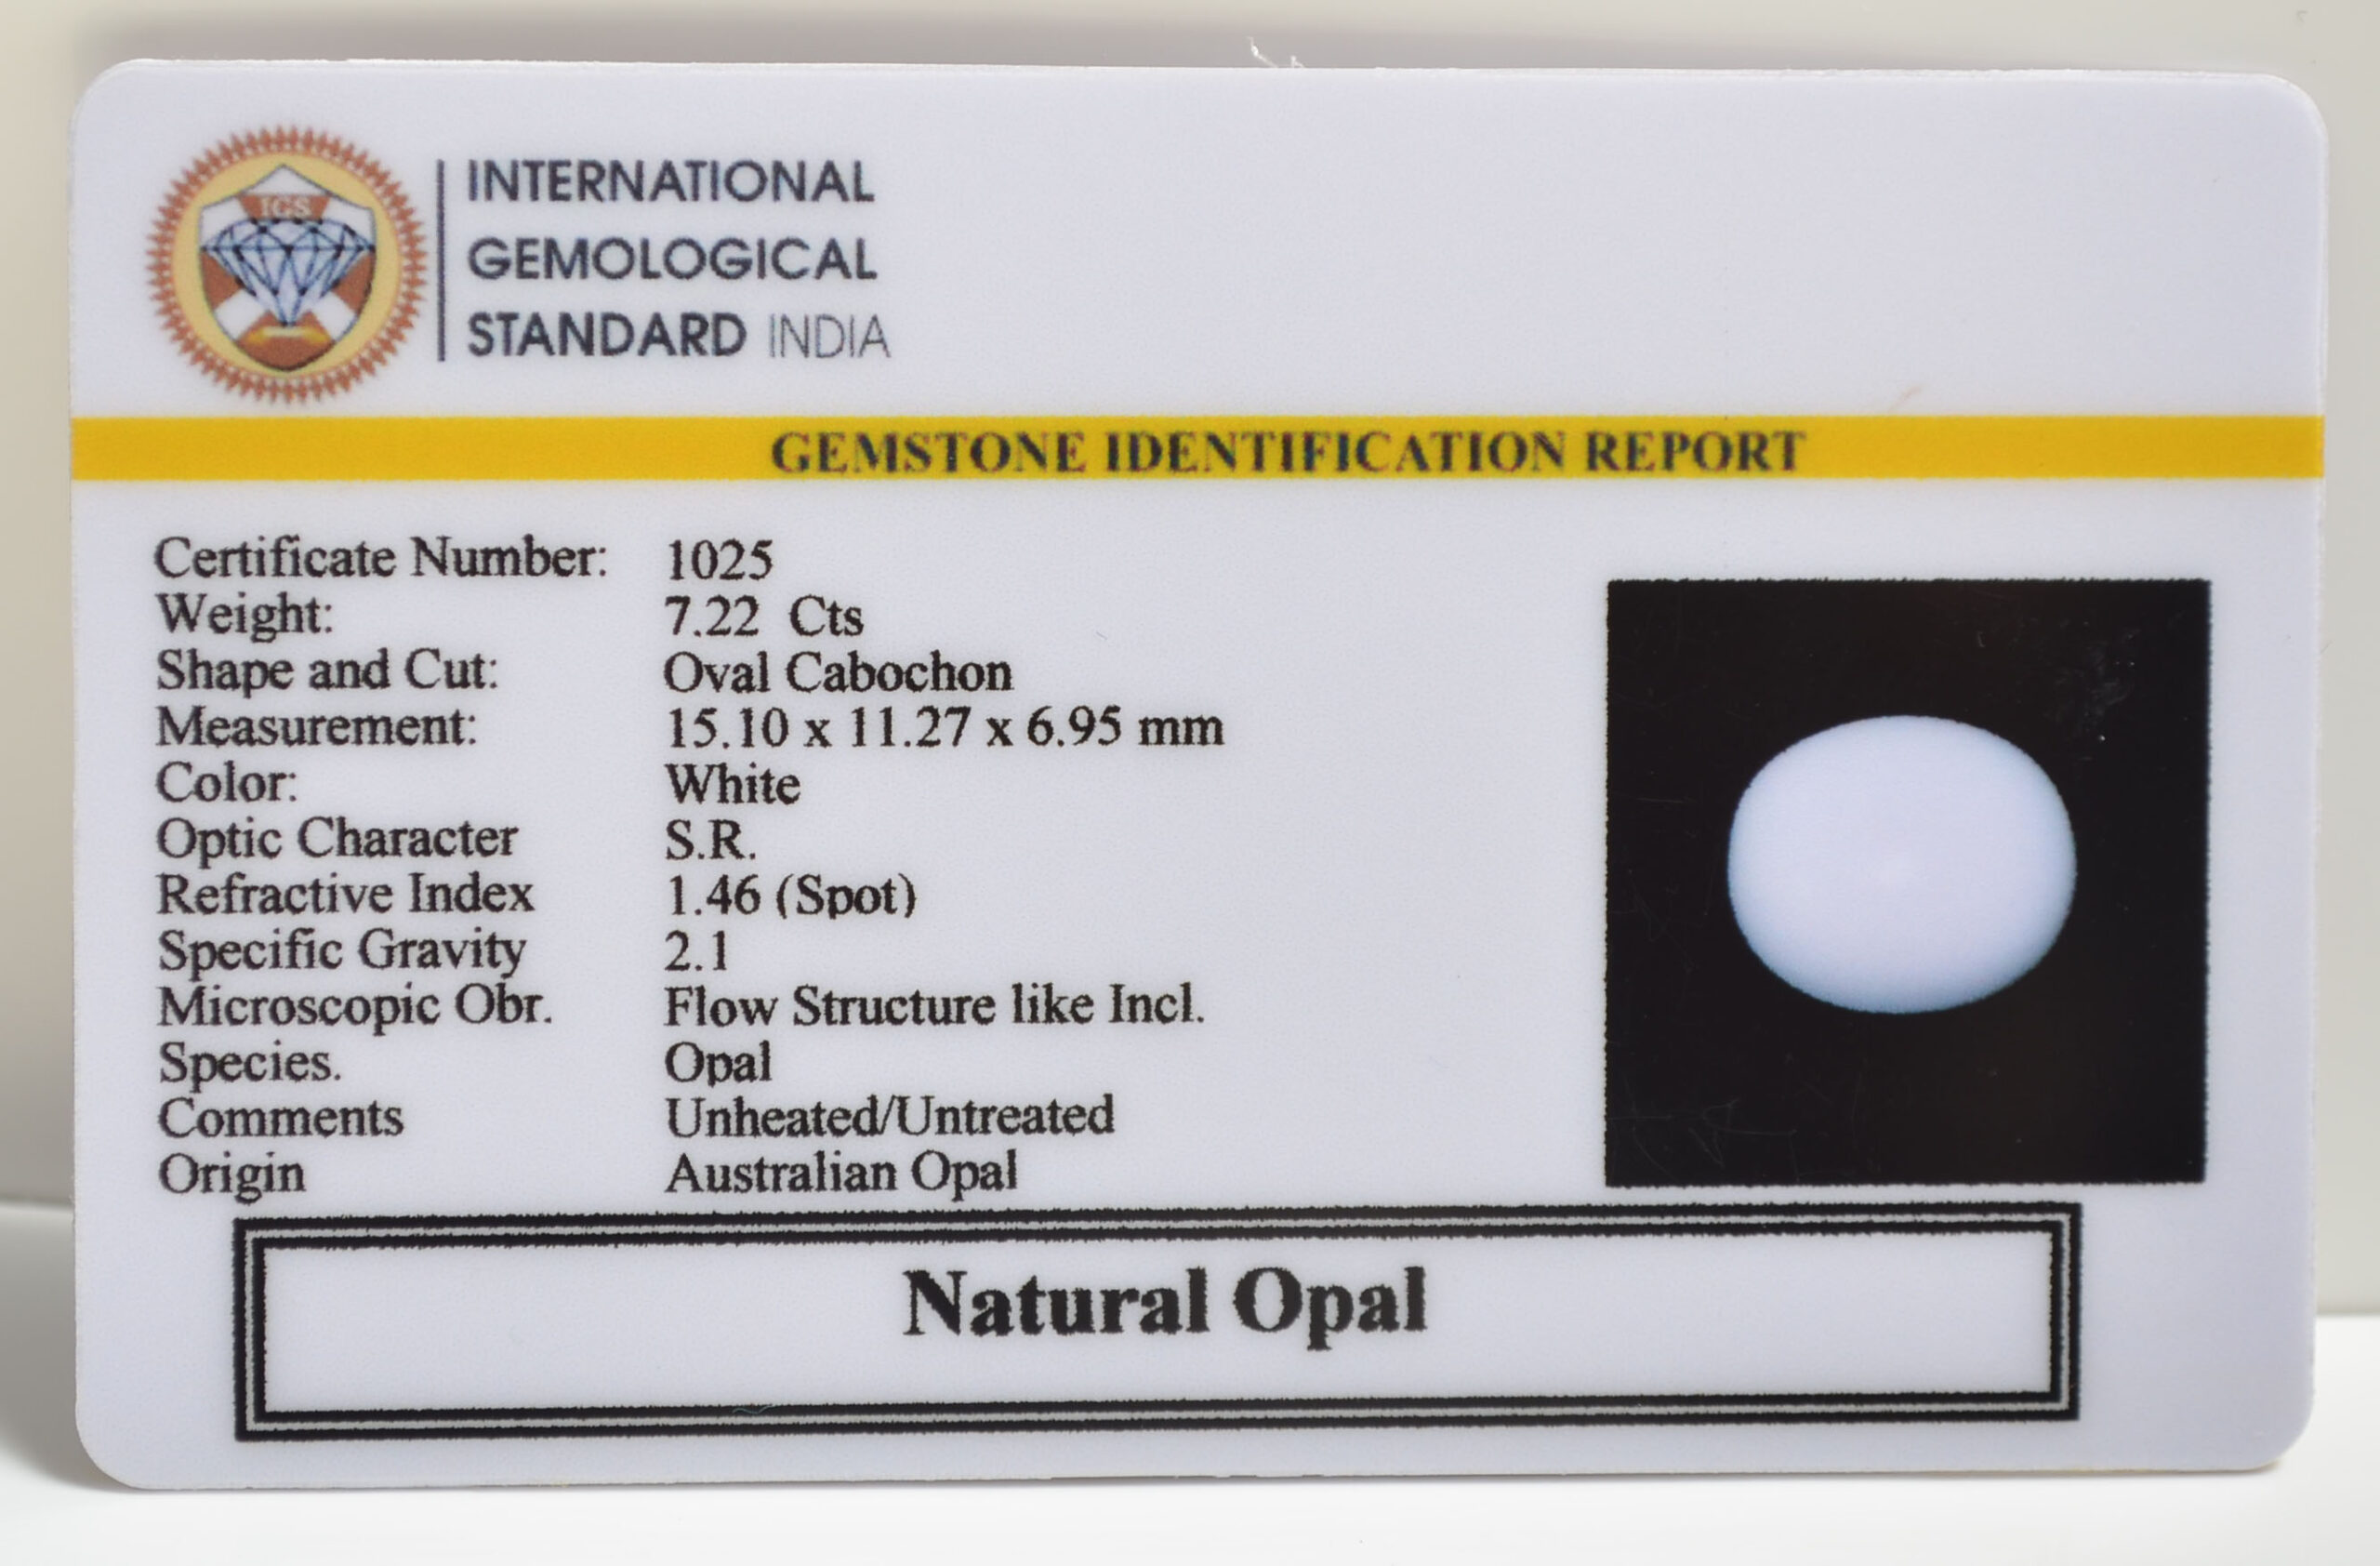 IGS
INTERNATIONAL
GEMOLOGICAL
STANDARD INDIA
GEMSTONE IDENTIFICATION REPORT
Certificate Number: 1025
Weight: 7.22 Cts
Shape and Cut: Oval Cabochon
Measurement: 15.10 x 11.27 x 6.95 mm
Color: White
Optic Character S.R.
Refractive Index 1.46 (Spot)
Specific Gravity 2.1
Microscopic Obr. Flow Structure like Incl.
Species. Opal
Comments Unheated/Untreated
Origin Australian Opal
Natural Opal